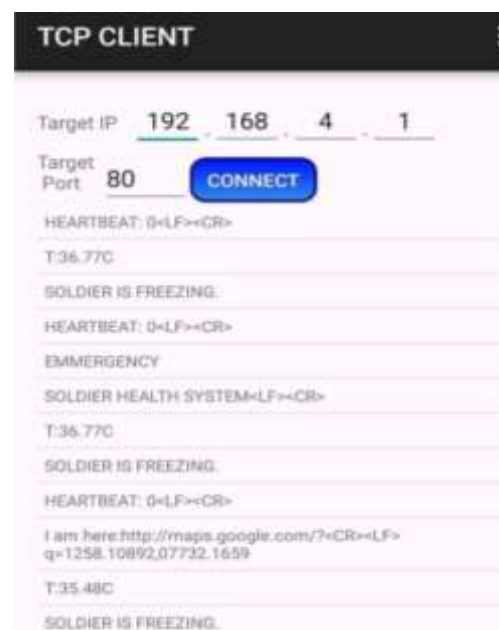 TCP CLIENT
Target IP 192 . 168 . 4 . 1
Target
Port 80 CONNECT
HEARTBEAT: 0<LF><CR>
T:36.77C
SOLDIER IS FREEZING.
HEARTBEAT: 0<LF><CR>
EMMERGENCY
SOLDIER HEALTH SYSTEM<LF><CR>
T:36.77C
SOLDIER IS FREEZING.
HEARTBEAT: 0<LF><CR>
I am here:http://maps.google.com/?<CR><LF>
q=1258.10892,07732.1659
T:35.48C
SOLDIER IS FREEZING.